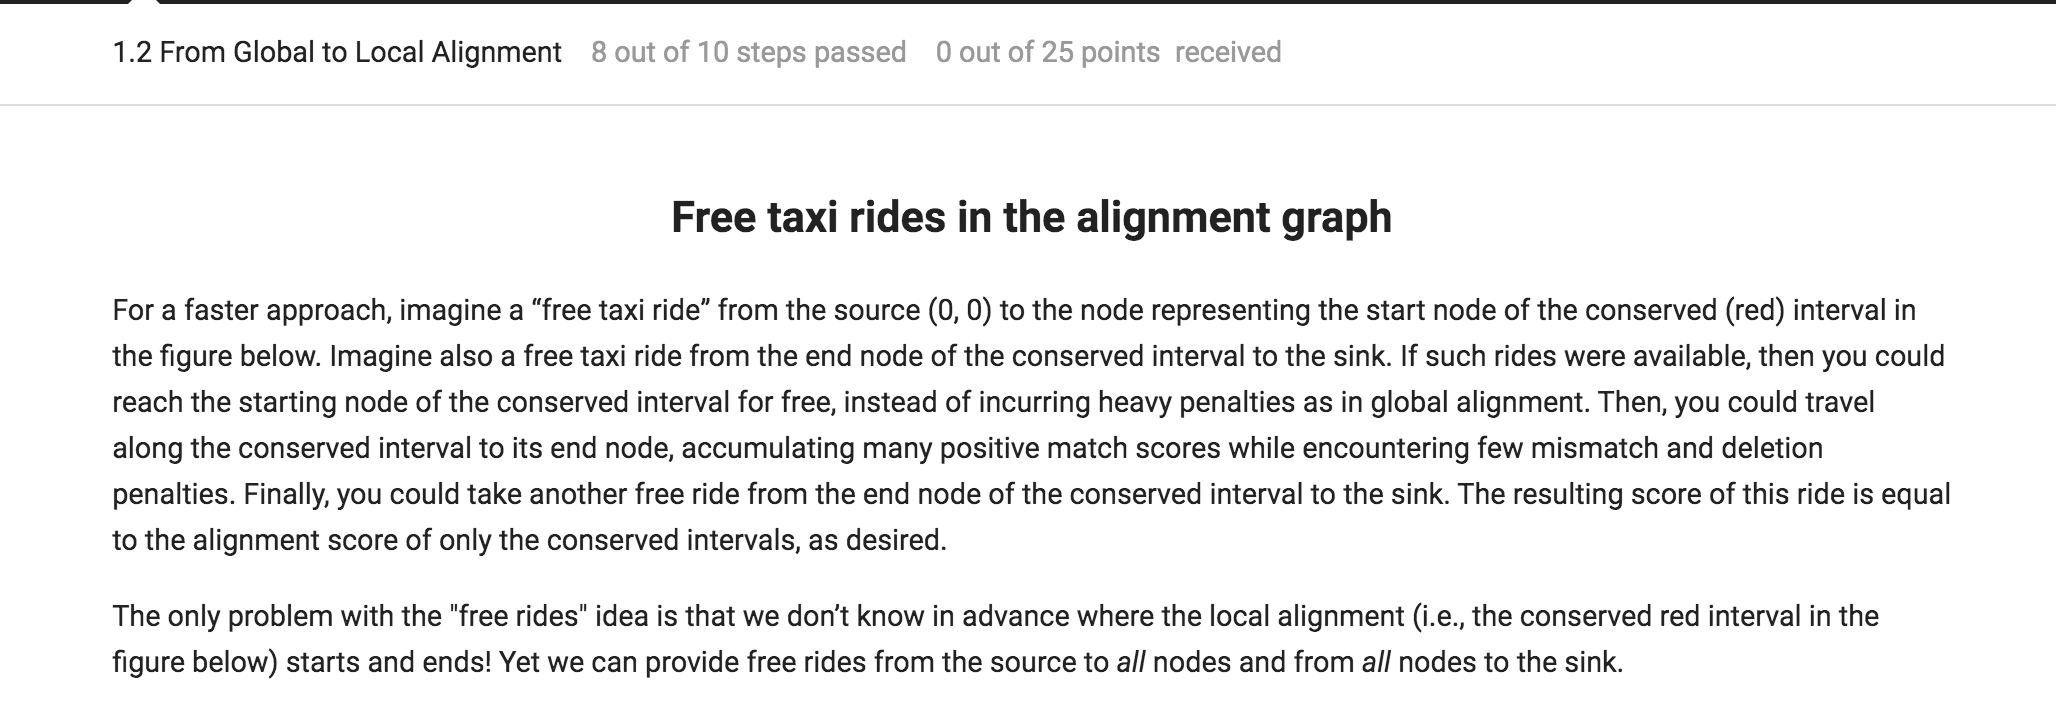 1.2 From Global to Local Alignment 8 out of 10 steps passed 0 out of 25 points received
Free taxi rides in the alignment graph
For a faster approach, imagine a “free taxi ride” from the source (0, 0) to the node representing the start node of the conserved (red) interval in
the figure below. Imagine also a free taxi ride from the end node of the conserved interval to the sink. If such rides were available, then you could
reach the starting node of the conserved interval for free, instead of incurring heavy penalties as in global alignment. Then, you could travel
along the conserved interval to its end node, accumulating many positive match scores while encountering few mismatch and deletion
penalties. Finally, you could take another free ride from the end node of the conserved interval to the sink. The resulting score of this ride is equal
to the alignment score of only the conserved intervals, as desired.
The only problem with the "free rides" idea is that we don’t know in advance where the local alignment (i.e., the conserved red interval in the
figure below) starts and ends! Yet we can provide free rides from the source to all nodes and from all nodes to the sink.